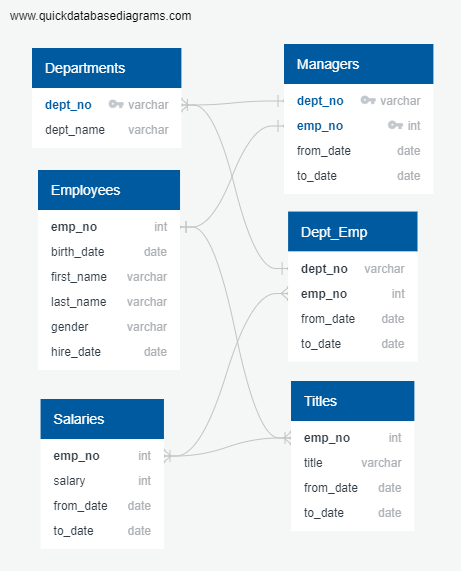 www.quickdatabasediagrams.com
Departments
dept_no varchar
dept_name varchar
Managers
dept_no varchar
emp_no int
from_date date
to_date date
Employees
emp_no int
birth_date date
first_name varchar
last_name varchar
gender varchar
hire_date date
Dept_Emp
dept_no varchar
emp_no int
from_date date
to_date date
Salaries
emp_no int
salary int
from_date date
to_date date
Titles
emp_no int
title varchar
from_date date
to_date date